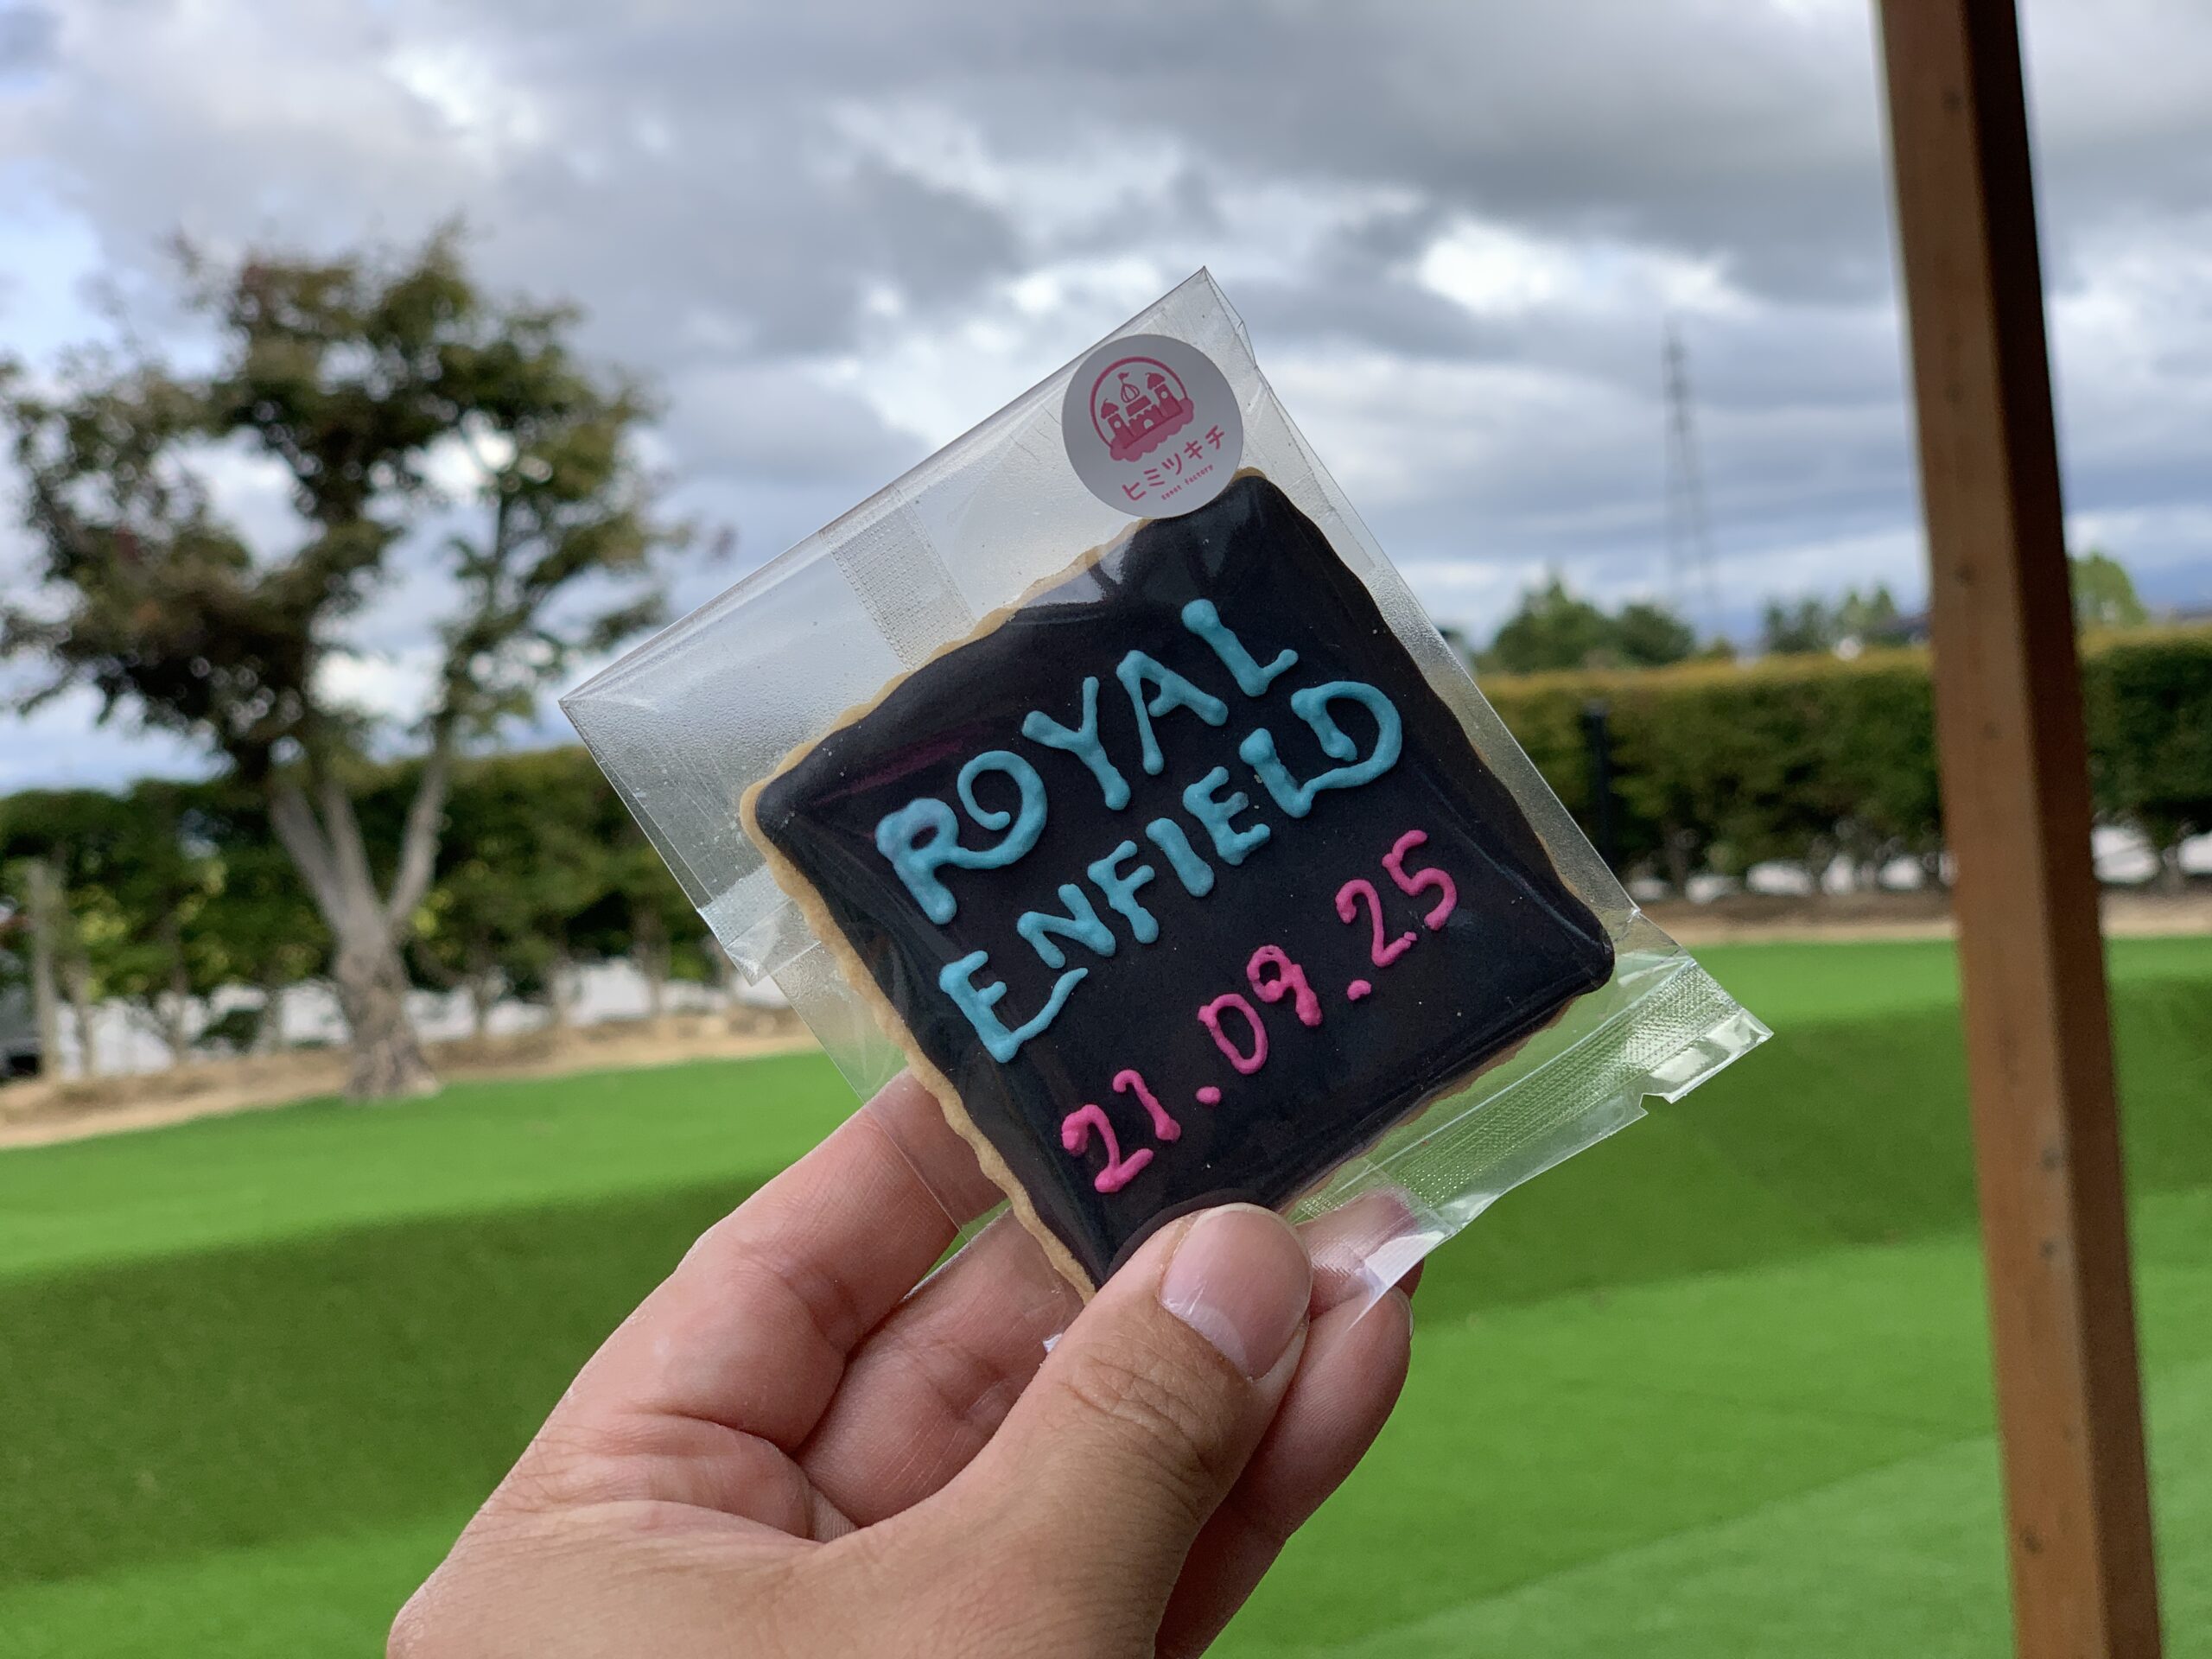 ヒミツキチ
sweet factory
ROYAL
ENFIELD
21.09.25